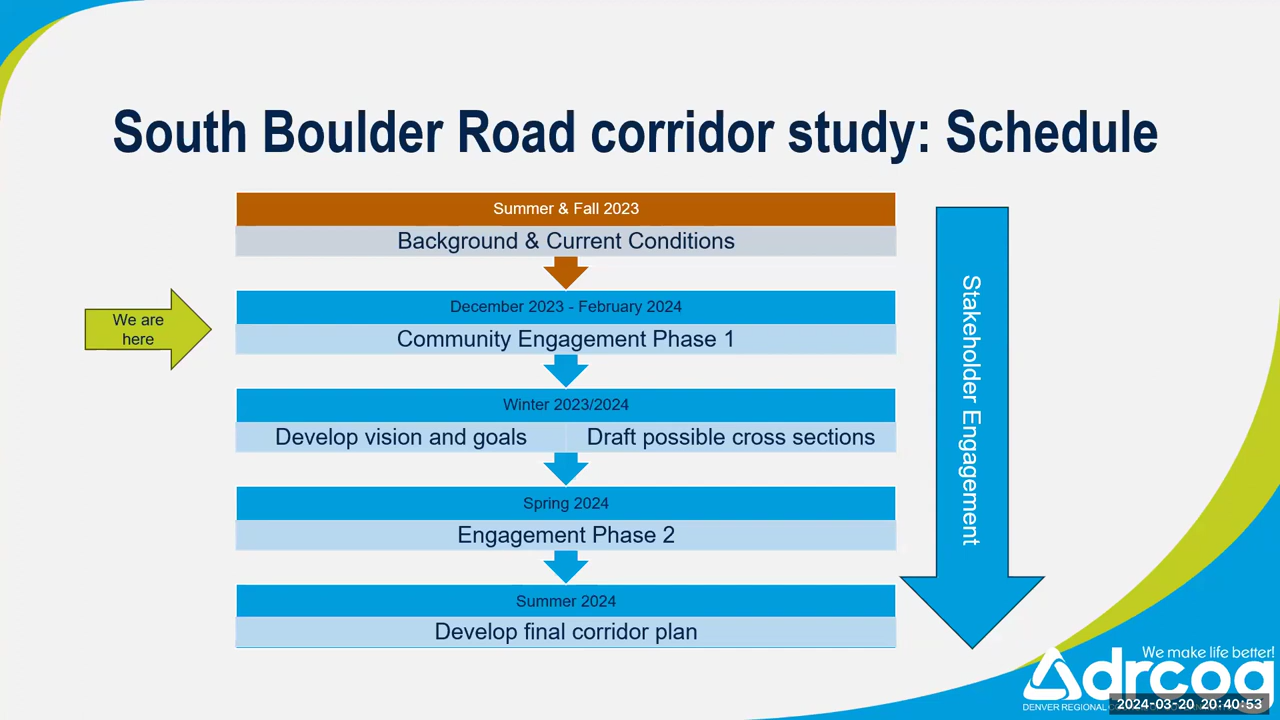 South Boulder Road corridor study: Schedule
Summer & Fall 2023
Background & Current Conditions
We are
here
December 2023 - February 2024
Community Engagement Phase 1
Winter 2023/2024
Develop vision and goals
Draft possible cross sections
Spring 2024
Engagement Phase 2
Summer 2024
Develop final corridor plan
Stakeholder Engagement
We make life better!
drcog
DENVER REGIONAL
2024-03-20 20:40:53